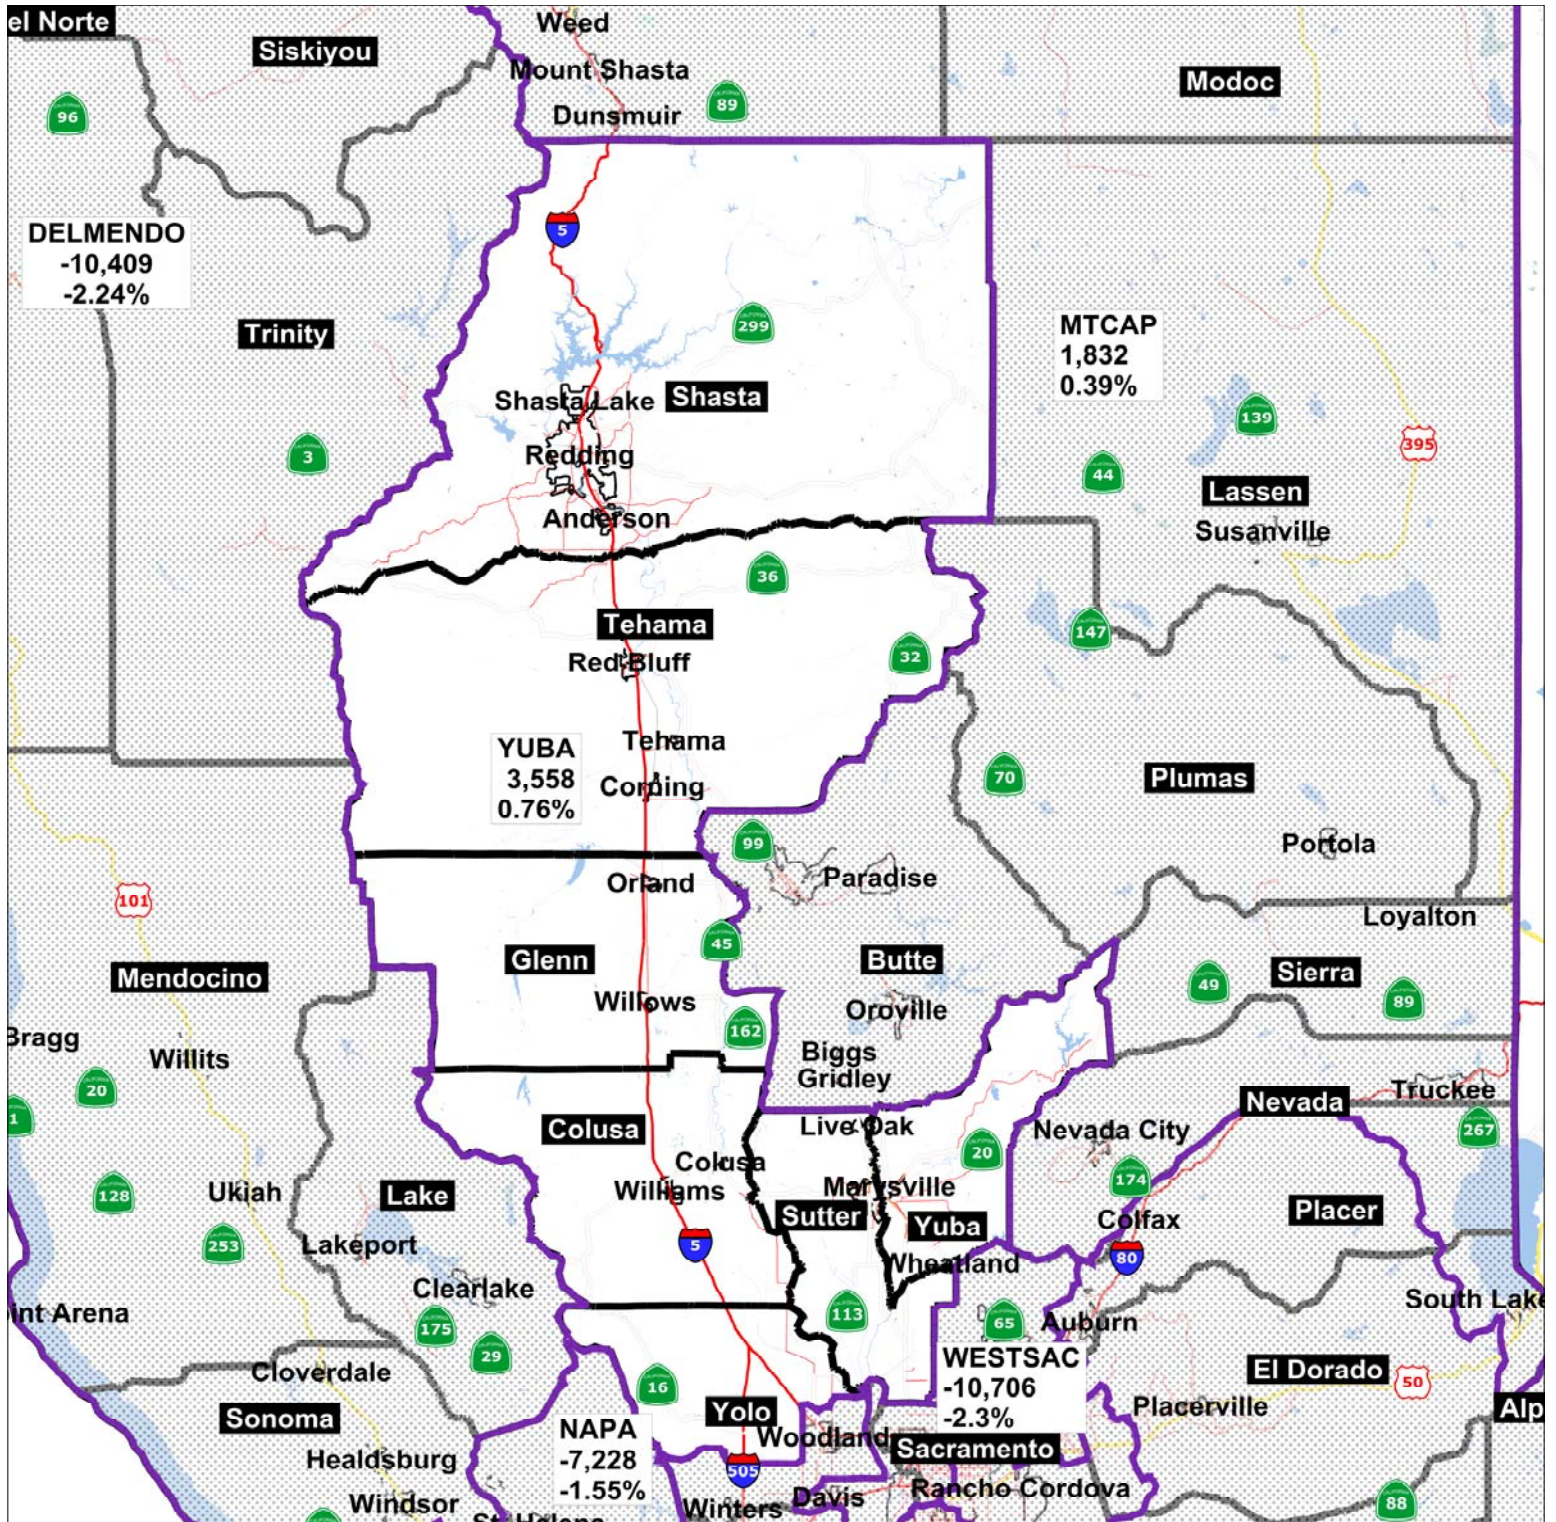 el Norte
Siskiyou
Weed
Mount Shasta
Dunsmuir
89
Modoc
96
DELMENDO
-10,409
-2.24%
5
Trinity
299
MTCAP
1,832
0.39%
Shasta Lake
Shasta
139
3
Redding
44
395
Lassen
Susanville
Anderson
36
Tehama
147
32
Red Bluff
Tehama
YUBA
3,558
0.76%
Corning
70
Plumas
99
Portola
Paradise
Orland
101
Loyalton
45
Glenn
Butte
Mendocino
Sierra
49
89
Willows
Oroville
162
Bragg
Willits
Biggs
Gridley
20
Truckee
Nevada
1
Colusa
Live Oak
Nevada City
267
20
Colusa
174
128
Ukiah
Lake
Williams
Marysville
Sutter
Yuba
Colfax
Placer
253
Lakeport
5
80
Wheatland
Clearlake
int Arena
113
65
Auburn
South Lake
175
29
WESTSAC
-10,706
-2.3%
Cloverdale
El Dorado
50
16
Sonoma
Yolo
Placerville
Alp
NAPA
-7,228
-1.55%
Woodland
Sacramento
Healdsburg
505
Rancho Cordova
Windsor
Winters
Davis
88
St. Helena